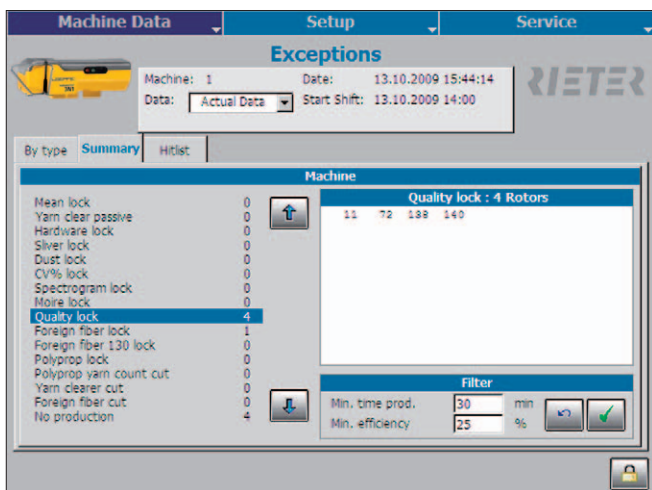 Machine Data Setup Service
Exceptions
Machine: 1 Date: 13.10.2009 15:44:14
Data: Actual Data Start Shift: 13.10.2009 14:00
RIETER
By type Summary Hitlist
Machine
Mean lock 0
Yarn clear passive 0
Hardware lock 0
Sliver lock 0
Dust lock 0
CV% lock 0
Spectrogram lock 0
Moire lock 0
Quality lock 4
Foreign fiber lock 1
Foreign fiber 130 lock 0
Polyprop lock 0
Polyprop yarn count cut 0
Yarn clearer cut 0
Foreign fiber cut 0
No production 4
Quality lock : 4 Rotors
11 72 138 140
Filter
Min. time prod. 30 min
Min. efficiency 25 %